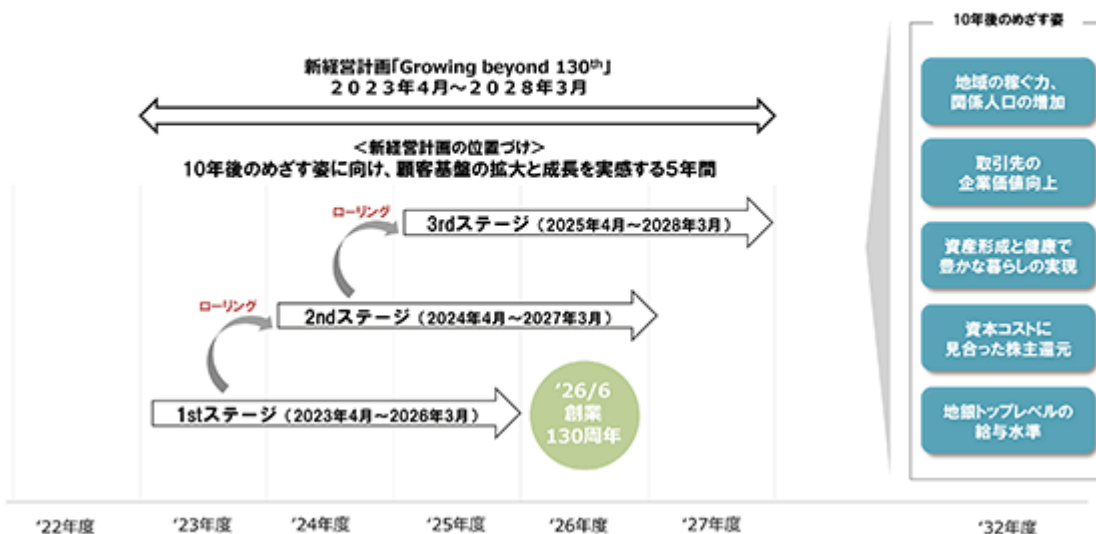 10年後のめざす姿
新経営計画「Growing beyond 130th」
2023年4月～2028年3月
＜新経営計画の位置づけ＞
10年後のめざす姿に向け、顧客基盤の拡大と成長を実感する5年間
ローリング
3rdステージ（2025年4月～2028年3月）
ローリング
2ndステージ（2024年4月～2027年3月）
1stステージ（2023年4月～2026年3月）
'26/6
創業
130周年
地域の稼ぐ力、
関係人口の増加
取引先の
企業価値向上
資産形成と健康で
豊かな暮らしの実現
資本コストに
見合った株主還元
地銀トップレベルの
給与水準
'22年度
'23年度
'24年度
'25年度
'26年度
'27年度
'32年度